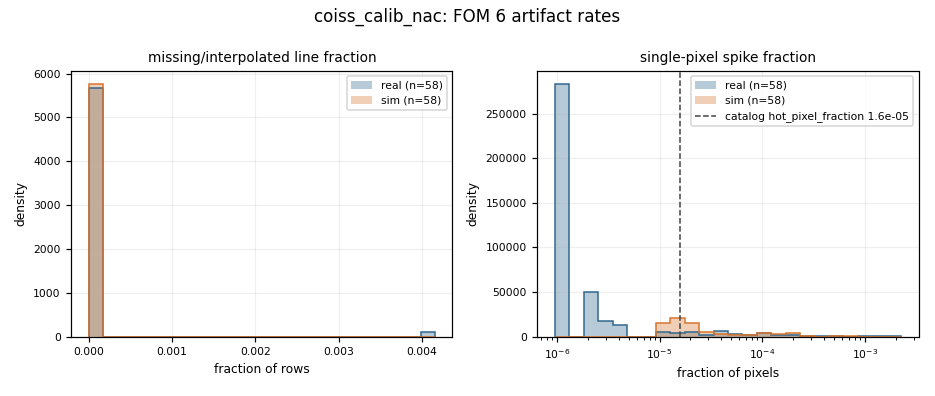 coiss_calib_nac: FOM 6 artifact rates
missing/interpolated line fraction
density
6000
5000
4000
3000
2000
1000
0
real (n=58)
sim (n=58)
0.000 0.001 0.002 0.003 0.004
fraction of rows
single-pixel spike fraction
density
250000
200000
150000
100000
50000
0
real (n=58)
sim (n=58)
catalog hot_pixel_fraction 1.6e-05
10⁻⁶ 10⁻⁵ 10⁻⁴ 10⁻³
fraction of pixels